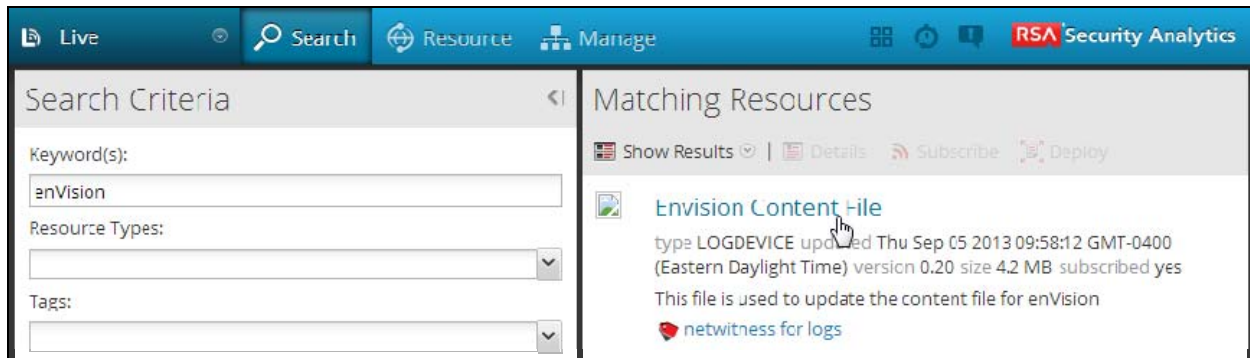 Live Search Resource Manage RSA Security Analytics
Search Criteria
Keyword(s):
enVision
Resource Types:
Tags:
Matching Resources
Show Results | Details Subscribe Deploy
Envision Content File
type LOGDEVICE updated Thu Sep 05 2013 09:58:12 GMT-0400
(Eastern Daylight Time) version 0.20 size 4.2 MB subscribed yes
This file is used to update the content file for enVision
netwitness for logs